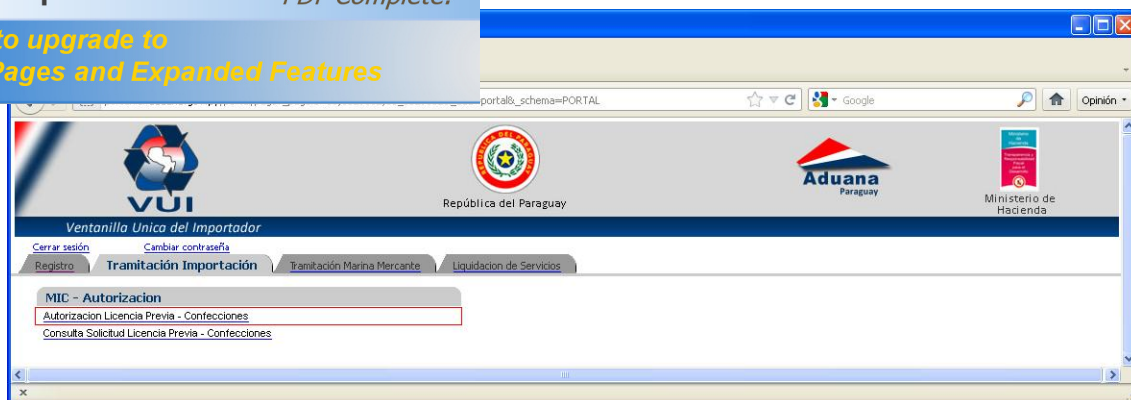 PDF Complete.
to upgrade to
Pages and Expanded Features
portal&_schema=PORTAL
Google
Opinión
VUI
República del Paraguay
Aduana
Paraguay
Ministerio de
Hacienda
Ventanilla Unica del Importador
Cerrar sesión Cambiar contraseña
Registro Tramitación Importación Tramitación Marina Mercante Liquidacion de Servicios
MIC - Autorizacion
Autorizacion Licencia Previa - Confecciones
Consulta Solicitud Licencia Previa - Confecciones